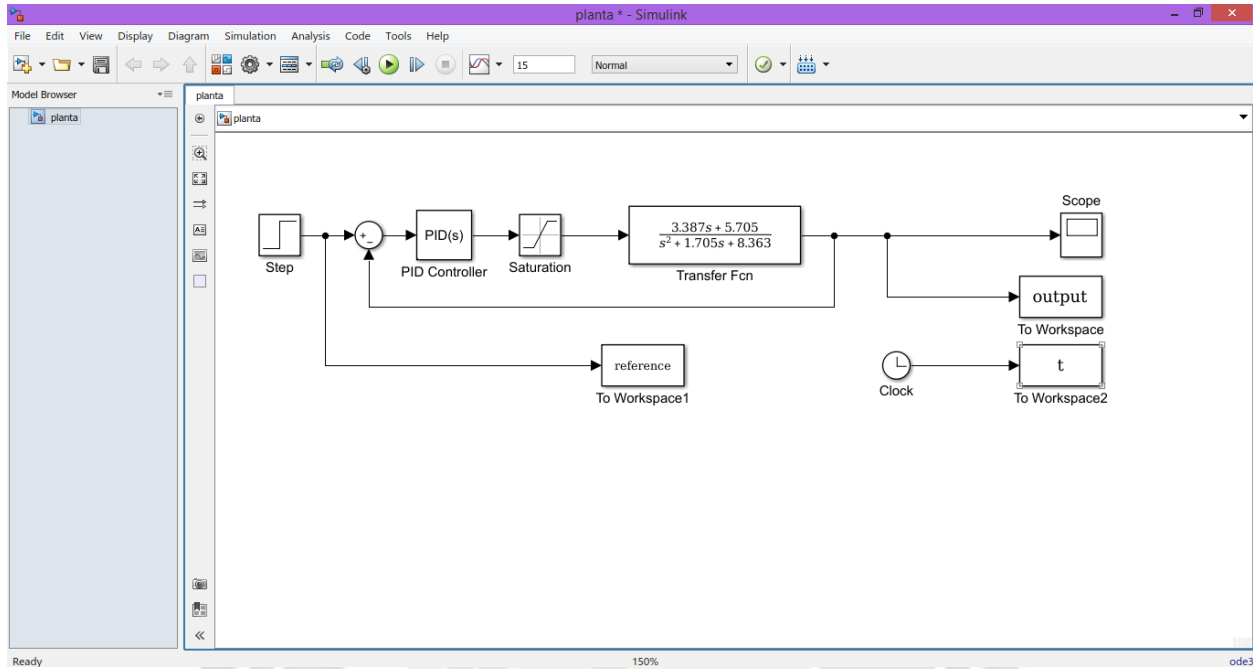 planta * - Simulink
File Edit View Display Diagram Simulation Analysis Code Tools Help
15 Normal
Model Browser
planta
planta
planta
Scope
Step
+
−
PID(s)
PID Controller
Saturation
3.387s + 5.705
s² + 1.705s + 8.363
Transfer Fcn
output
To Workspace
reference
To Workspace1
Clock
t
To Workspace2
Ready 150% ode3